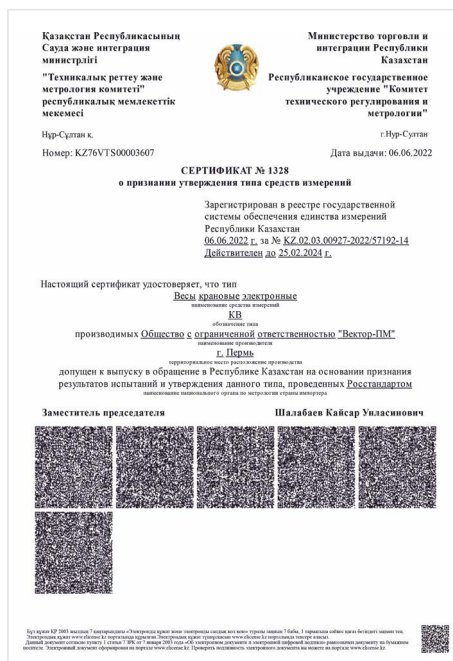 Қазақстан Республикасының
Сауда және интеграция
министрлігі
"Техникалық реттеу және
метрология комитеті"
республикалық мемлекеттік
мекемесі
Нұр-Сұлтан қ.
Министерство торговли и
интеграции Республики
Казахстан
Республиканское государственное
учреждение "Комитет
технического регулирования и
метрологии"
г.Нур-Султан
Номер: KZ76VTS00003607
Дата выдачи: 06.06.2022
СЕРТИФИКАТ № 1328
о признании утверждения типа средств измерений
Зарегистрирован в реестре государственной
системы обеспечения единства измерений
Республики Казахстан
06.06.2022 г. за № KZ.02.03.00927-2022/57192-14
Действителен до 25.02.2024 г.
Настоящий сертификат удостоверяет, что тип
Весы крановые электронные
наименование средства измерений
КВ
обозначение типа
производимых Общество с ограниченной ответственностью "Вектор-ПМ"
наименование производителя
г. Пермь
территориальное место расположение производства
допущен к выпуску в обращение в Республике Казахстан на основании признания
результатов испытаний и утверждения данного типа, проведенных Росстандартом
наименование национального органа по метрологии страны импортера
Заместитель председателя
Шалабаев Кайсар Унласинович